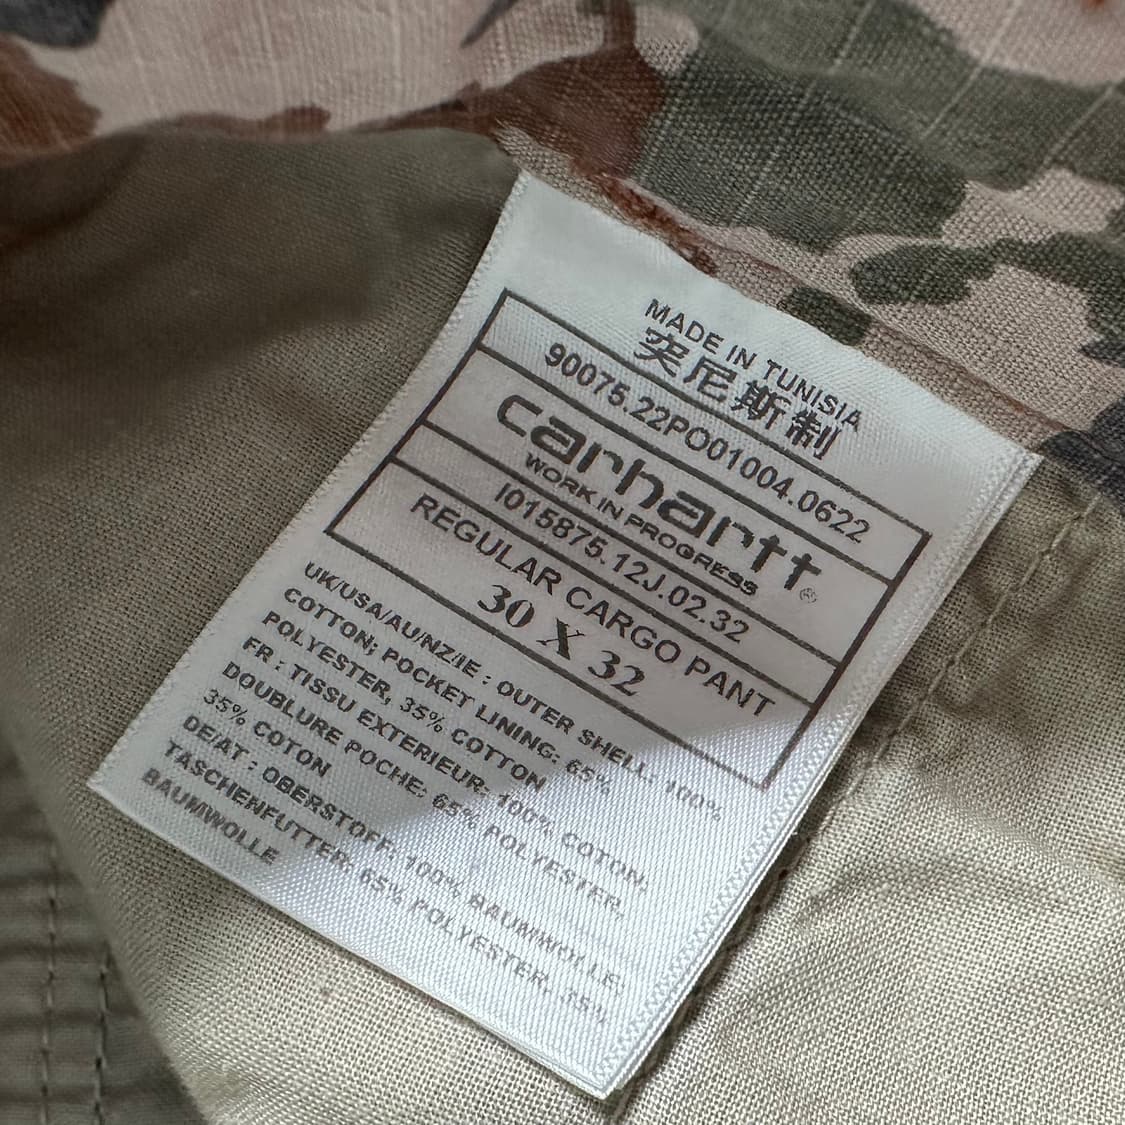 MADE IN TUNISIA
突尼斯制
90075.22PO01004.0622
carhartt®
WORK IN PROGRESS
I015875.12J.02.32
REGULAR CARGO PANT
30 X 32
UK/USA/AU/NZ/IE : OUTER SHELL: 100%
COTTON; POCKET LINING: 65%
POLYESTER, 35% COTTON
FR : TISSU EXTERIEUR: 100% COTON.
DOUBLURE POCHE: 65% POLYESTER,
35% COTON
DE/AT : OBERSTOFF: 100% BAUMWOLLE.
TASCHENFUTTER: 65% POLYESTER, 35%
BAUMWOLLE